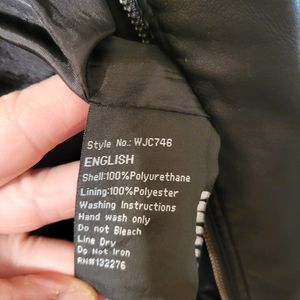 Style No.: WJC746
ENGLISH
Shell:100%Polyurethane
Lining:100%Polyester
Washing Instructions
Hand wash only
Do not Bleach
Line Dry
Do Not Iron
RN#132276